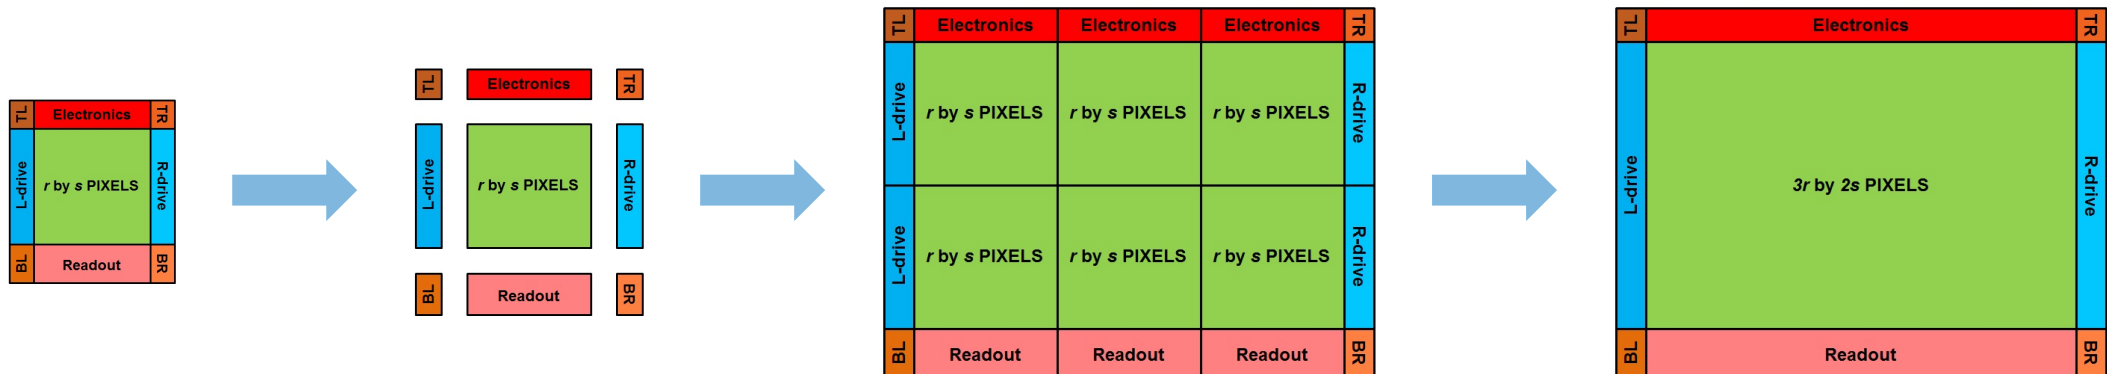 TL Electronics TR
L-drive r by s PIXELS R-drive
BL Readout BR
TL Electronics TR
L-drive r by s PIXELS R-drive
BL Readout BR
TL Electronics Electronics Electronics TR
L-drive r by s PIXELS r by s PIXELS r by s PIXELS R-drive
L-drive r by s PIXELS r by s PIXELS r by s PIXELS R-drive
BL Readout Readout Readout BR
TL Electronics TR
L-drive 3r by 2s PIXELS R-drive
BL Readout BR